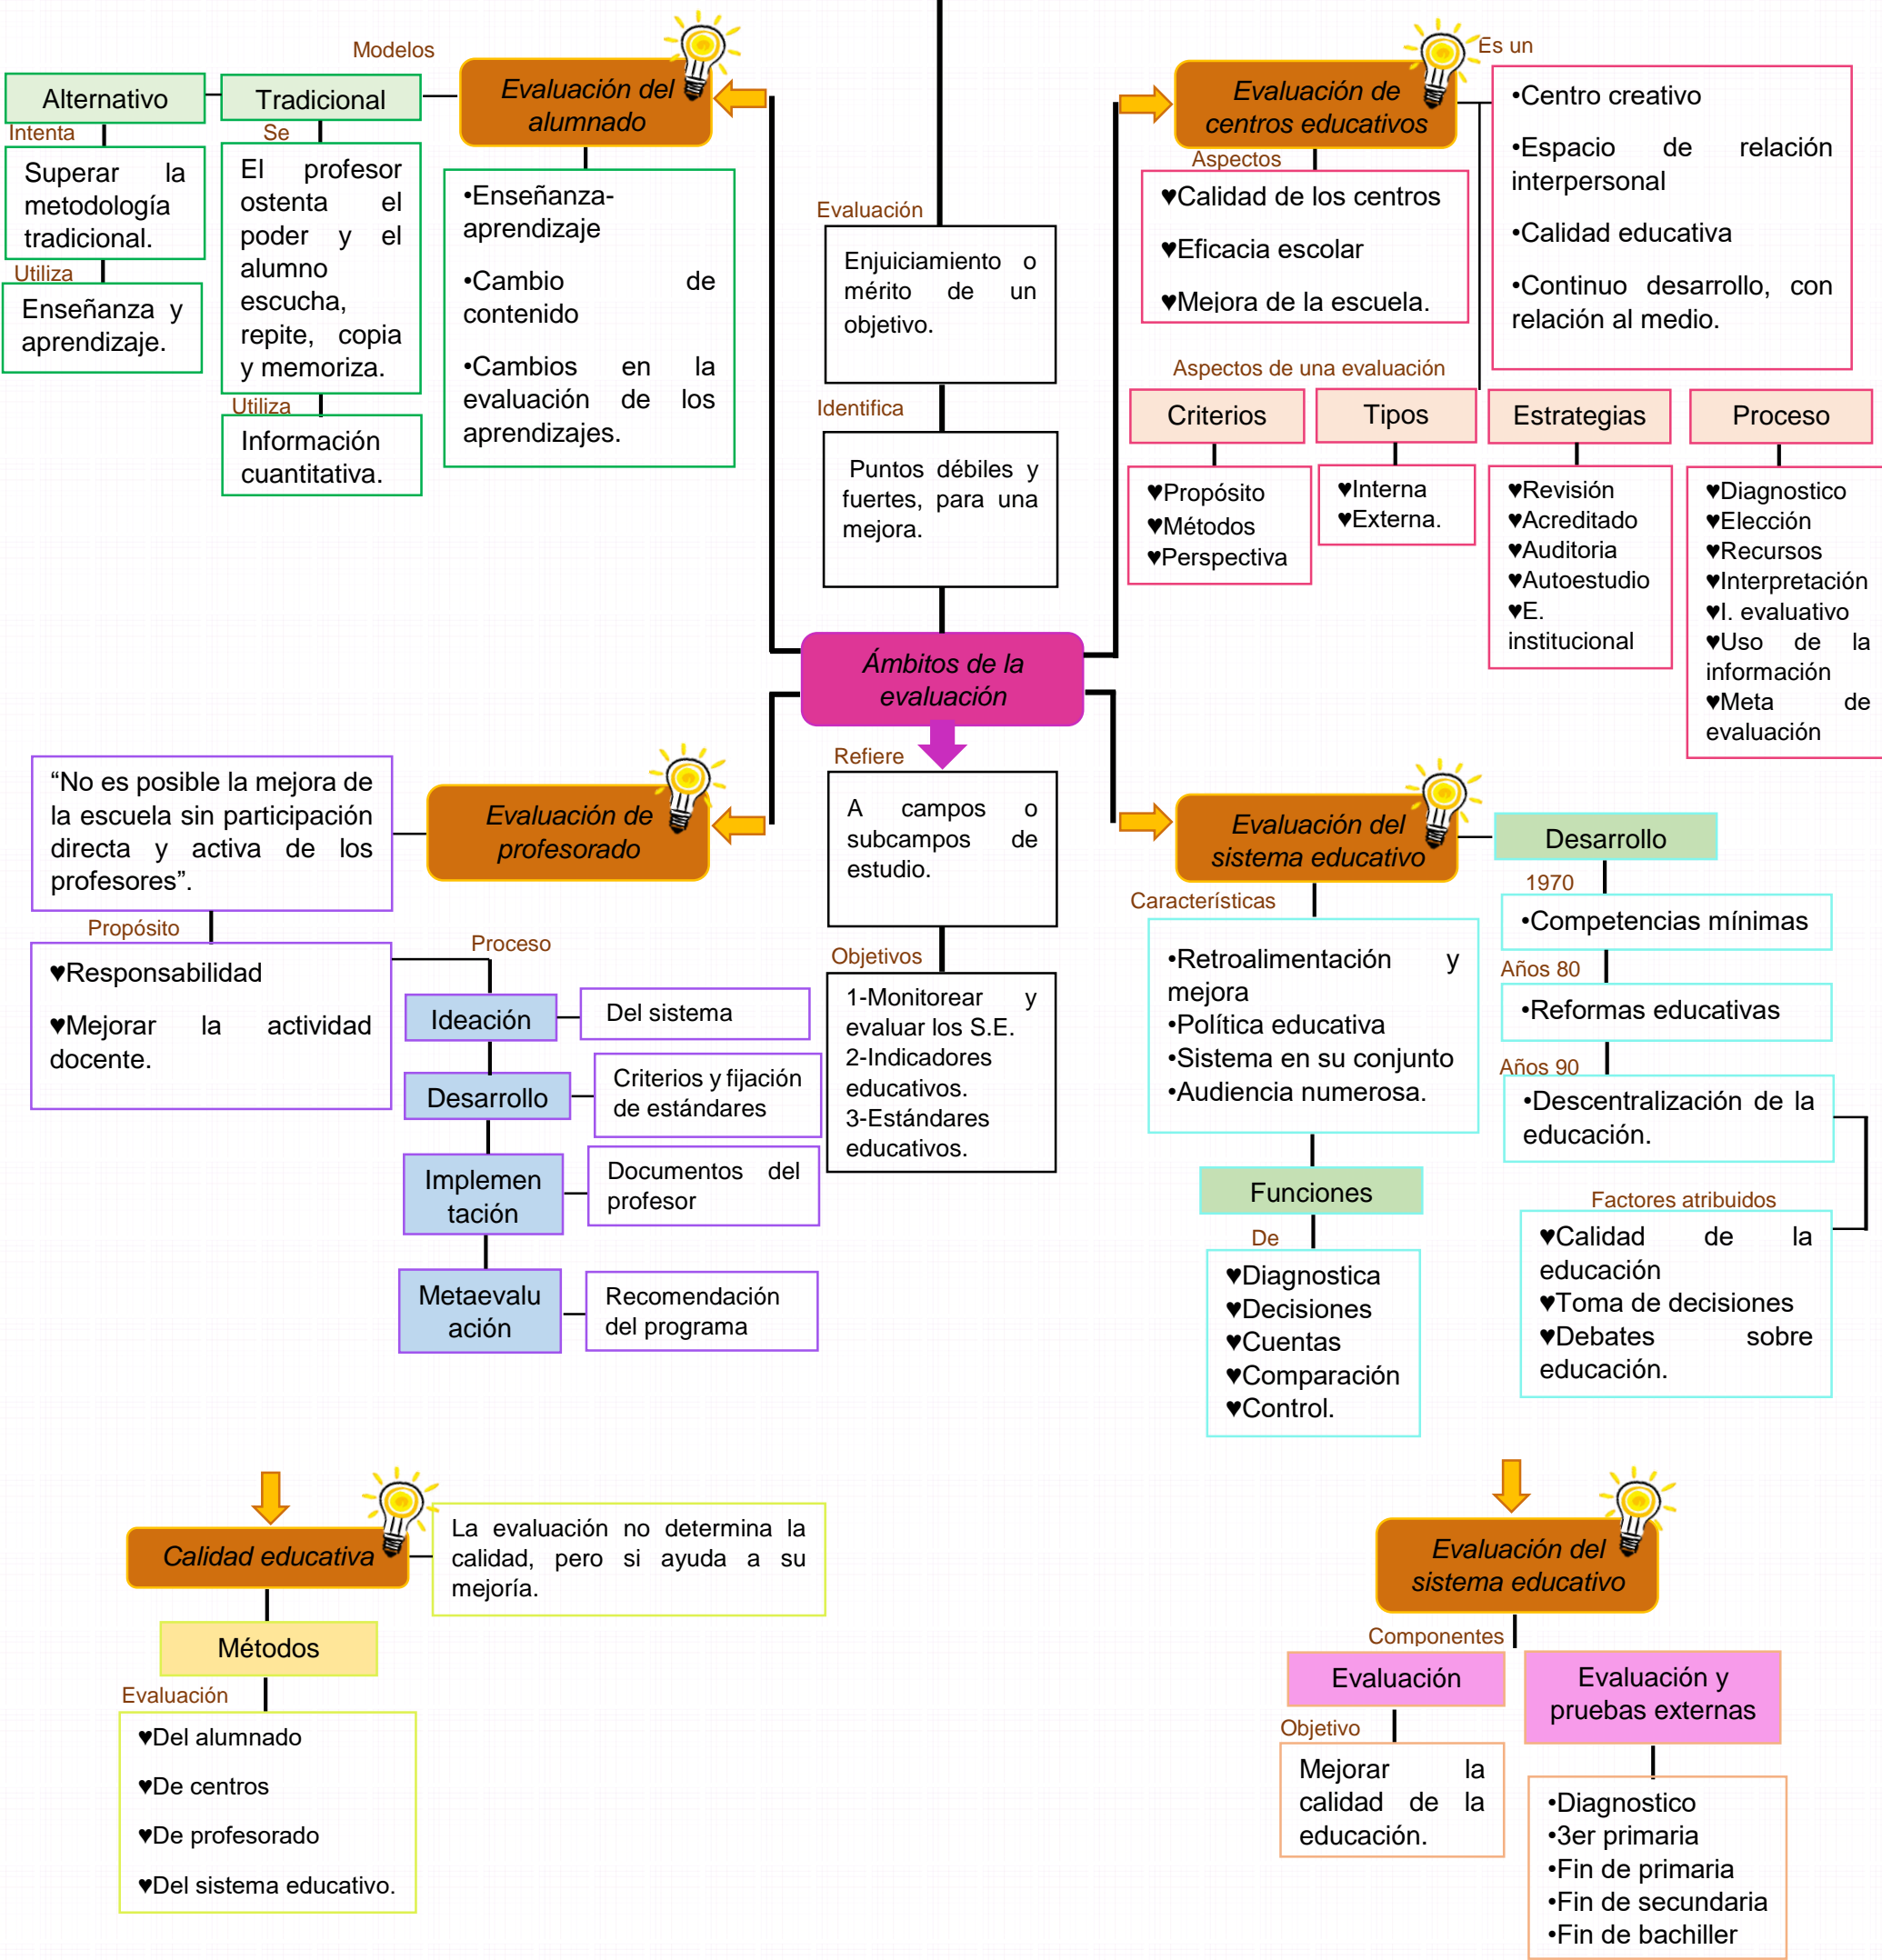 Modelos
Alternativo
Tradicional
Evaluación del
alumnado
Intenta
Superar la
metodología
tradicional.
Utiliza
Enseñanza y
aprendizaje.
Se
El profesor
ostenta el
poder y el
alumno
escucha,
repite, copia
y memoriza.
Utiliza
Información
cuantitativa.
•Enseñanza-
aprendizaje
•Cambio de
contenido
•Cambios en la
evaluación de los
aprendizajes.
Evaluación
Enjuiciamiento o
mérito de un
objetivo.
Identifica
Puntos débiles y
fuertes, para una
mejora.
Evaluación de
centros educativos
Es un
•Centro creativo
•Espacio de relación
interpersonal
•Calidad educativa
•Continuo desarrollo, con
relación al medio.
Aspectos
♥Calidad de los centros
♥Eficacia escolar
♥Mejora de la escuela.
Aspectos de una evaluación
Criterios
♥Propósito
♥Métodos
♥Perspectiva
Tipos
♥Interna
♥Externa.
Estrategias
♥Revisión
♥Acreditado
♥Auditoria
♥Autoestudio
♥E.
institucional
Proceso
♥Diagnostico
♥Elección
♥Recursos
♥Interpretación
♥I. evaluativo
♥Uso de la
información
♥Meta de
evaluación
Ámbitos de la
evaluación
Refiere
A campos o
subcampos de
estudio.
Objetivos
1-Monitorear y
evaluar los S.E.
2-Indicadores
educativos.
3-Estándares
educativos.
Evaluación de
profesorado
“No es posible la mejora de
la escuela sin participación
directa y activa de los
profesores”.
Propósito
♥Responsabilidad
♥Mejorar la actividad
docente.
Proceso
Ideación
Del sistema
Desarrollo
Criterios y fijación
de estándares
Implemen
tación
Documentos del
profesor
Metaevalu
ación
Recomendación
del programa
Evaluación del
sistema educativo
Características
•Retroalimentación y
mejora
•Política educativa
•Sistema en su conjunto
•Audiencia numerosa.
Funciones
De
♥Diagnostica
♥Decisiones
♥Cuentas
♥Comparación
♥Control.
Desarrollo
1970
•Competencias mínimas
Años 80
•Reformas educativas
Años 90
•Descentralización de la
educación.
Factores atribuidos
♥Calidad de la
educación
♥Toma de decisiones
♥Debates sobre
educación.
Calidad educativa
La evaluación no determina la
calidad, pero si ayuda a su
mejoría.
Métodos
Evaluación
♥Del alumnado
♥De centros
♥De profesorado
♥Del sistema educativo.
Evaluación del
sistema educativo
Componentes
Evaluación
Objetivo
Mejorar la
calidad de la
educación.
Evaluación y
pruebas externas
•Diagnostico
•3er primaria
•Fin de primaria
•Fin de secundaria
•Fin de bachiller